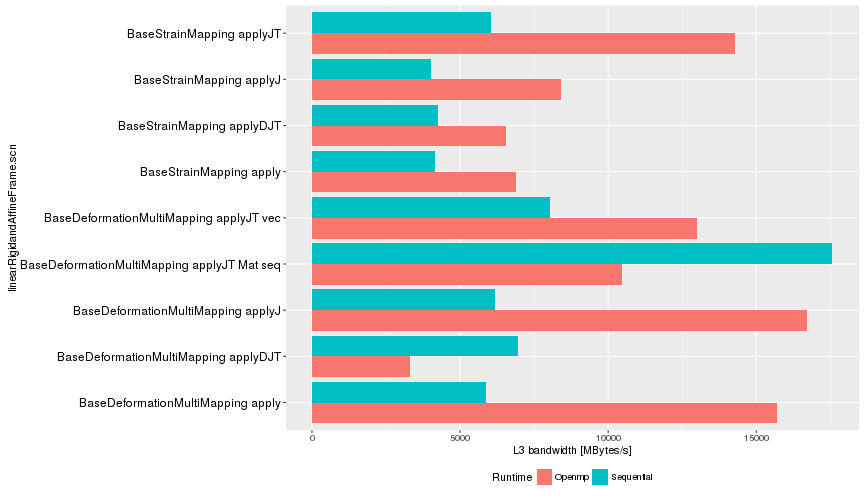 linearRigidandAffineFrame.scn
BaseStrainMapping applyJT
BaseStrainMapping applyJ
BaseStrainMapping applyDJT
BaseStrainMapping apply
BaseDeformationMultiMapping applyJT vec
BaseDeformationMultiMapping applyJT Mat seq
BaseDeformationMultiMapping applyJ
BaseDeformationMultiMapping applyDJT
BaseDeformationMultiMapping apply
0 5000 10000 15000
L3 bandwidth [MBytes/s]
Runtime Openmp Sequential